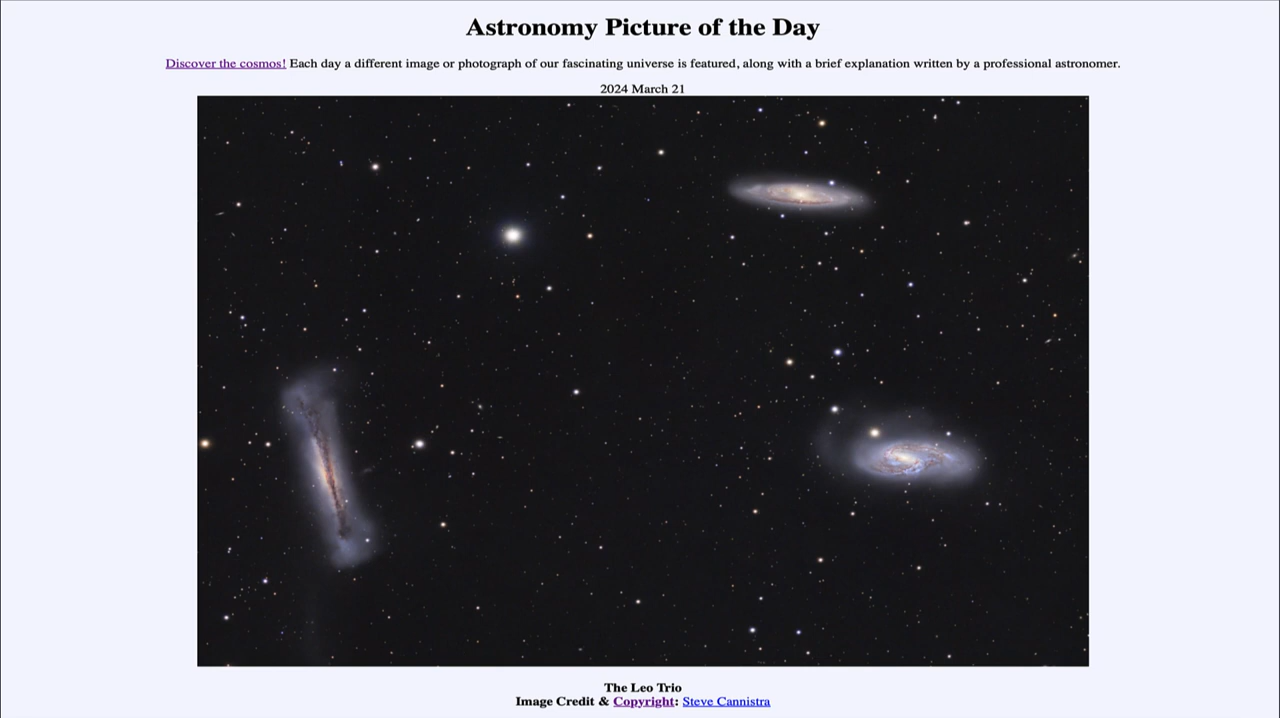 Astronomy Picture of the Day
Discover the cosmos! Each day a different image or photograph of our fascinating universe is featured, along with a brief explanation written by a professional astronomer.
2024 March 21
The Leo Trio
Image Credit & Copyright: Steve Cannistra